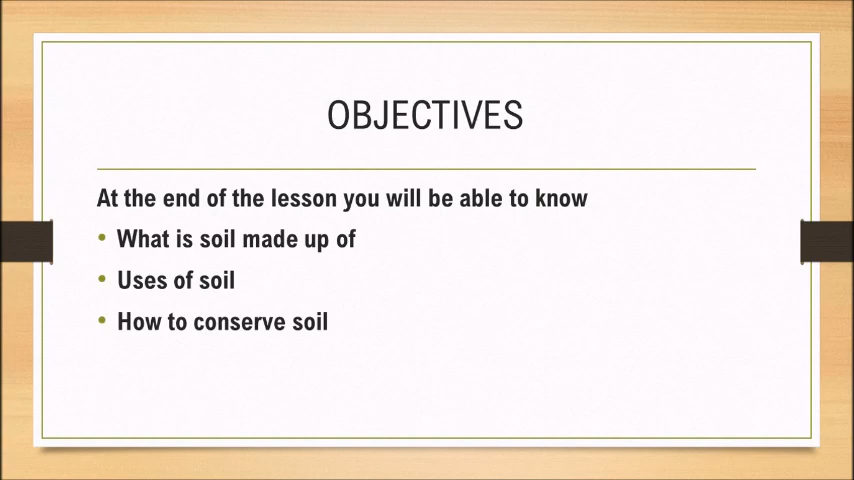 OBJECTIVES
At the end of the lesson you will be able to know
• What is soil made up of
• Uses of soil
• How to conserve soil